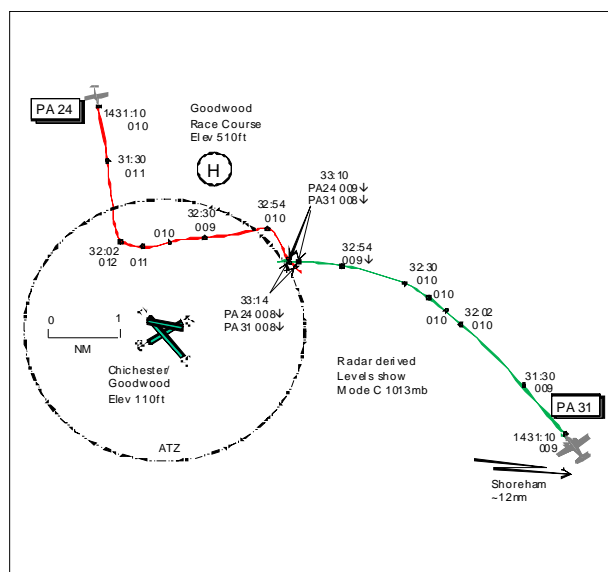 PA 24
1431:10
010
31:30
011
Goodwood
Race Course
Elev 510ft
H
33:10
PA24 009↓
PA31 008↓
32:54
010
32:30
009
010
011
32:02
012
32:54
009↓
32:30
010
010
010
32:02
010
33:14
PA24 008↓
PA31 008↓
0 1
NM
Chichester/
Goodwood
Elev 110ft
Radar derived
Levels show
Mode C 1013mb
31:30
009
PA 31
1431:10
009
ATZ
Shoreham
~12nm